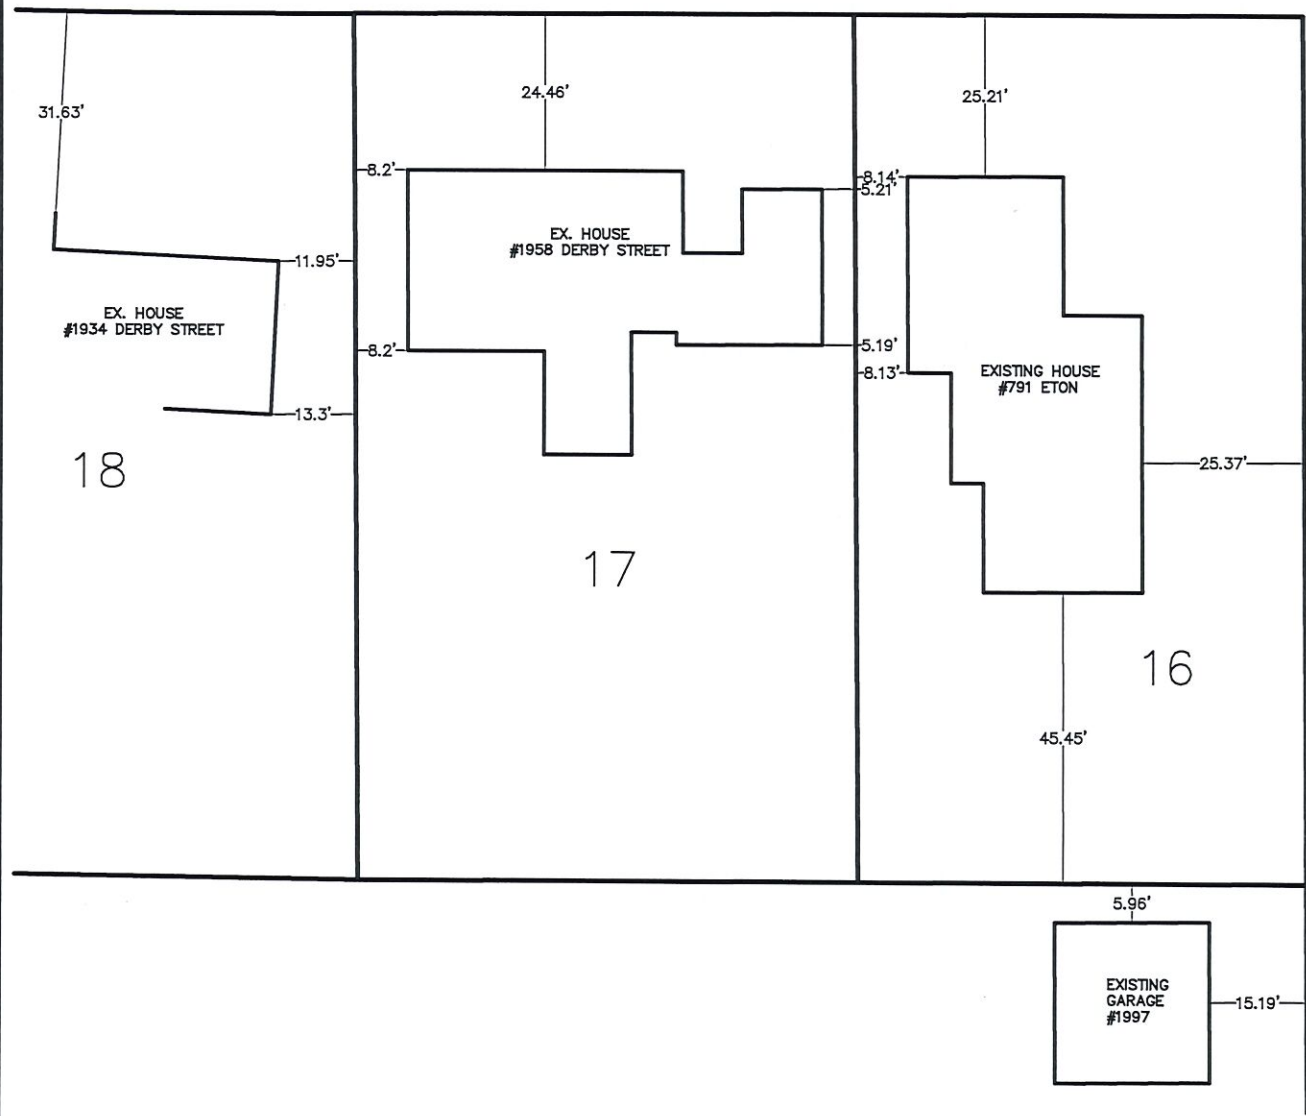 31.63'
24.46'
25.21'
8.2'
8.14'
5.21'
EX. HOUSE
#1958 DERBY STREET
11.95'
EX. HOUSE
#1934 DERBY STREET
8.2'
5.19'
8.13'
EXISTING HOUSE
#791 ETON
13.3'
18
25.37'
17
16
45.45'
5.96'
EXISTING
GARAGE
#1997
15.19'